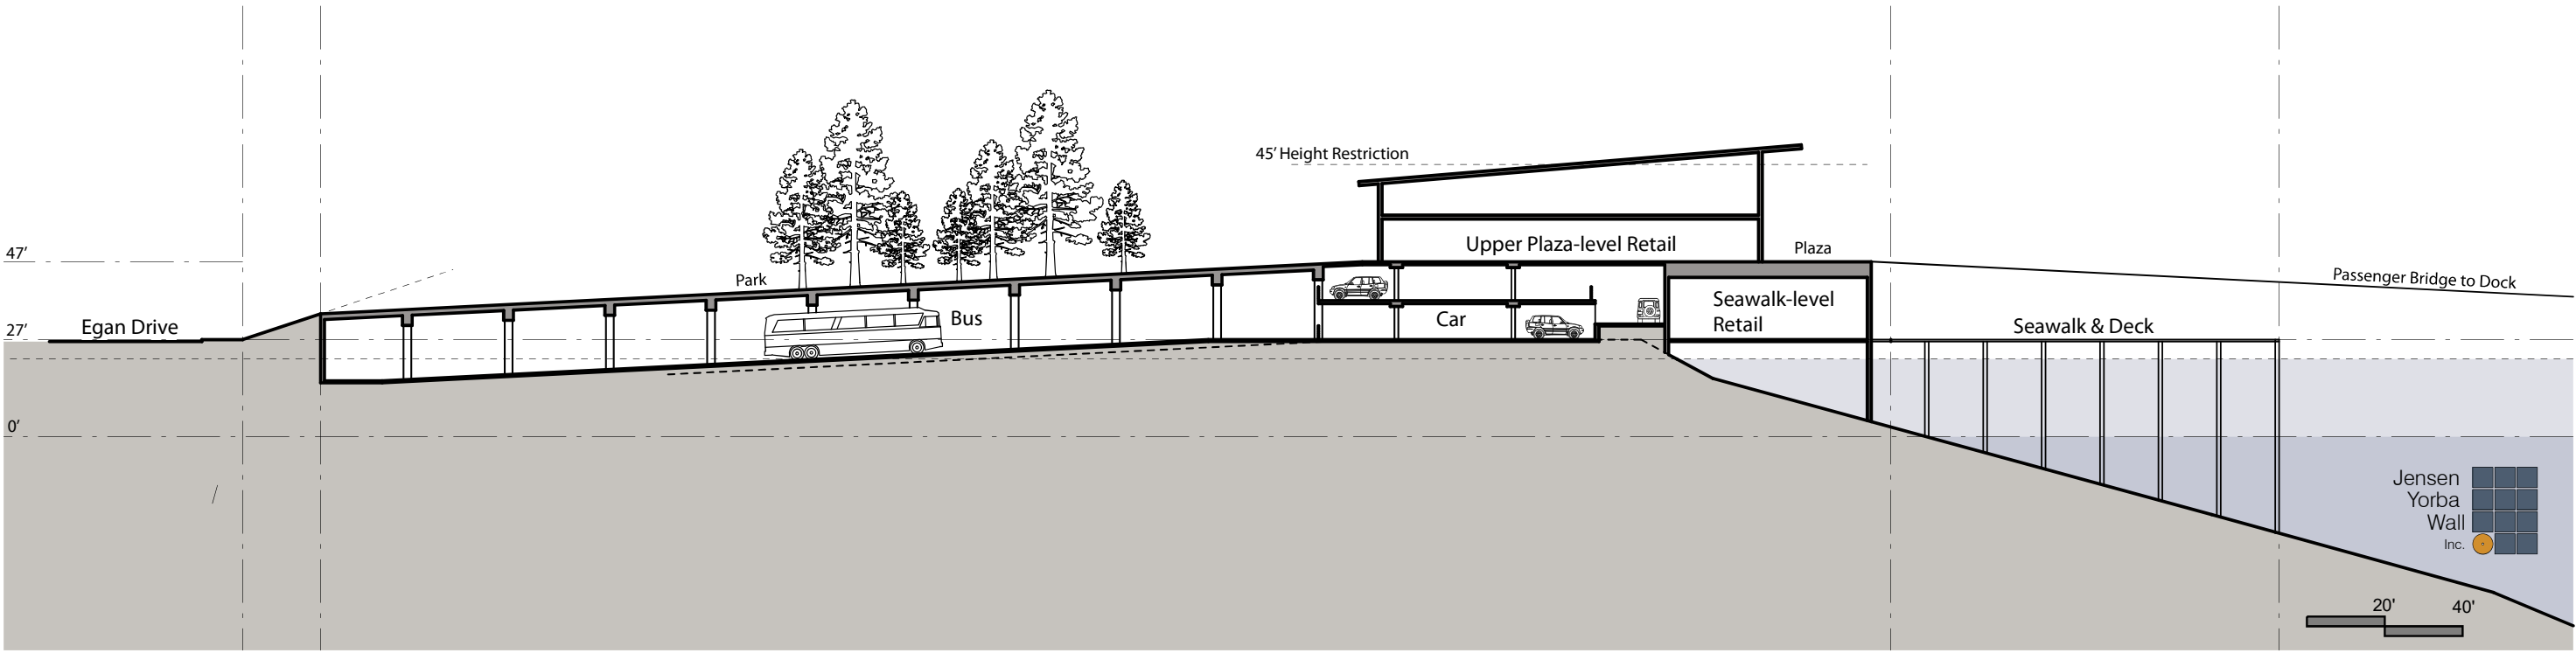 45' Height Restriction
Upper Plaza-level Retail
Plaza
47'
Park
Passenger Bridge to Dock
Seawalk-level
Retail
Egan Drive
27'
Bus
Car
Seawalk & Deck
0'
Jensen
Yorba
Wall
Inc.
20'
40'